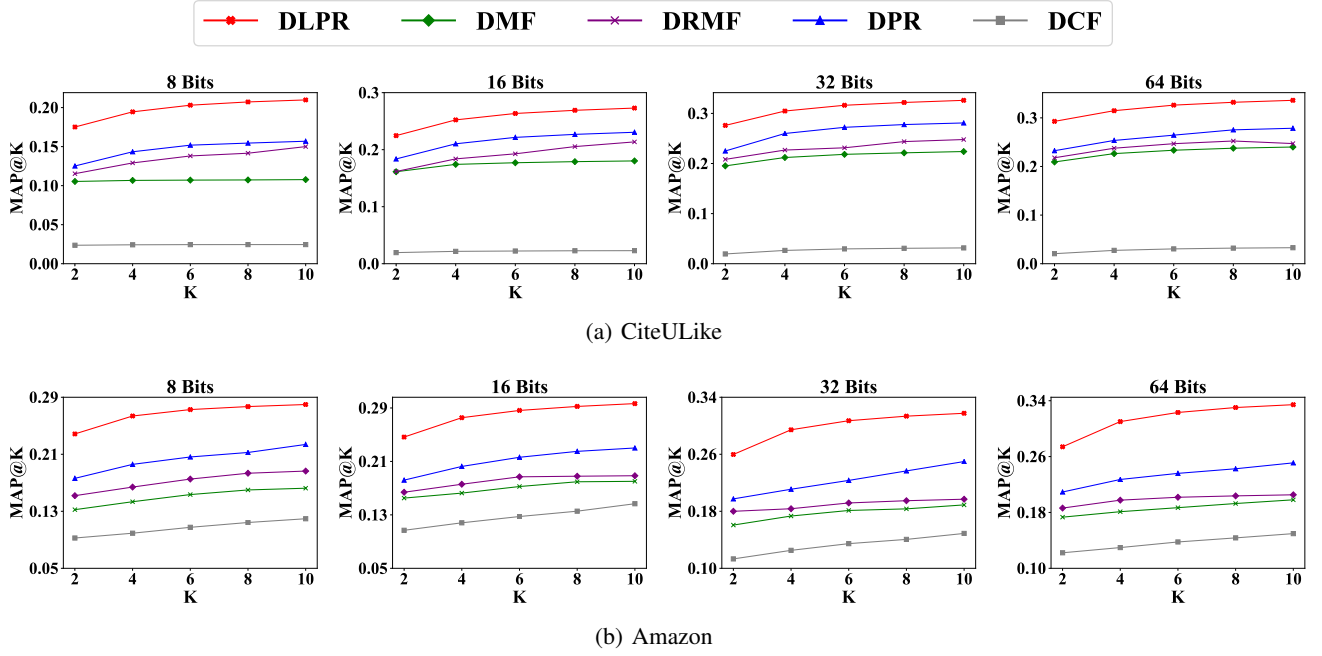 DLPR DMF DRMF DPR DCF
8 Bits 16 Bits 32 Bits 64 Bits
0.20 0.3 0.3 0.3
0.15 0.2 0.2 0.2
0.10 0.1 0.1 0.1
0.05
0.00 0.0 0.0 0.0
MAP@K MAP@K MAP@K MAP@K
2 4 6 8 10 2 4 6 8 10 2 4 6 8 10 2 4 6 8 10
K K K K
(a) CiteULike
8 Bits 16 Bits 32 Bits 64 Bits
0.29 0.29 0.34 0.34
0.21 0.21 0.26 0.26
0.13 0.13 0.18 0.18
0.05 0.05 0.10 0.10
MAP@K MAP@K MAP@K MAP@K
2 4 6 8 10 2 4 6 8 10 2 4 6 8 10 2 4 6 8 10
K K K K
(b) Amazon